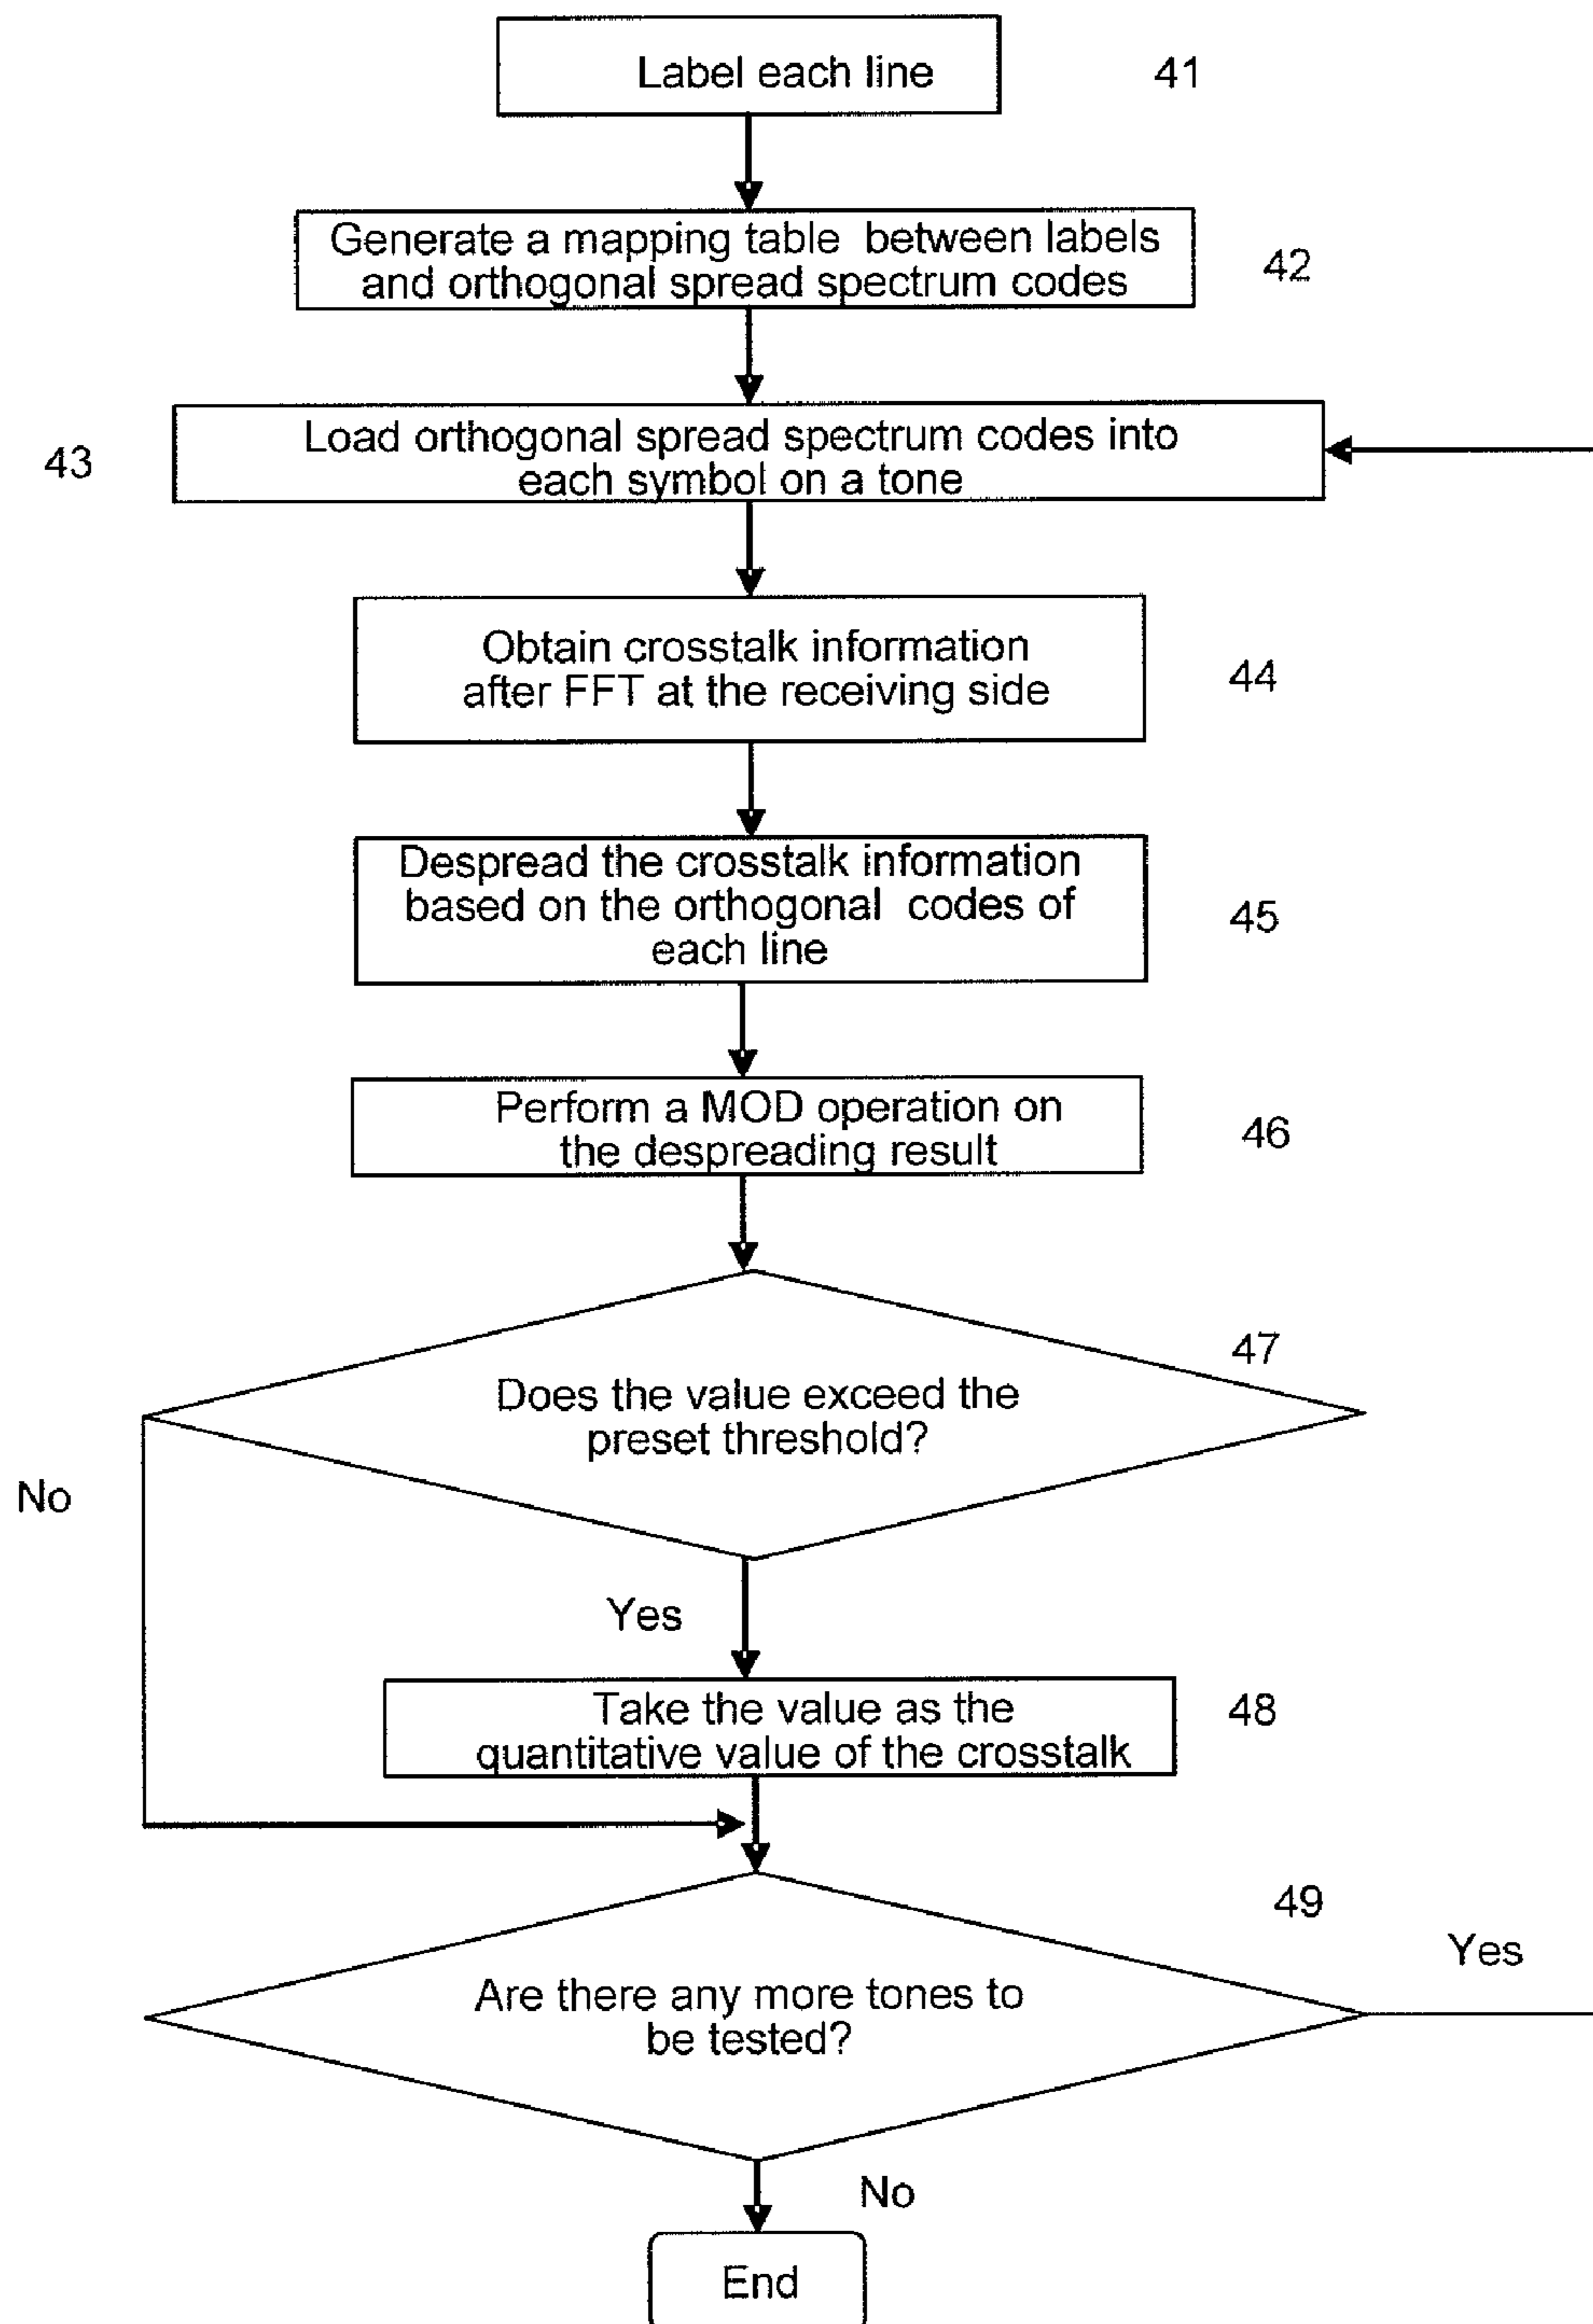 Label each line
41
Generate a mapping table between labels
and orthogonal spread spectrum codes
42
43
Load orthogonal spread spectrum codes into
each symbol on a tone
Obtain crosstalk information
after FFT at the receiving side
44
Despread the crosstalk information
based on the orthogonal codes of
each line
45
Perform a MOD operation on
the despreading result
46
47
Does the value exceed the
preset threshold?
No
Yes
Take the value as the
quantitative value of the crosstalk
48
49
Yes
Are there any more tones to
be tested?
No
End